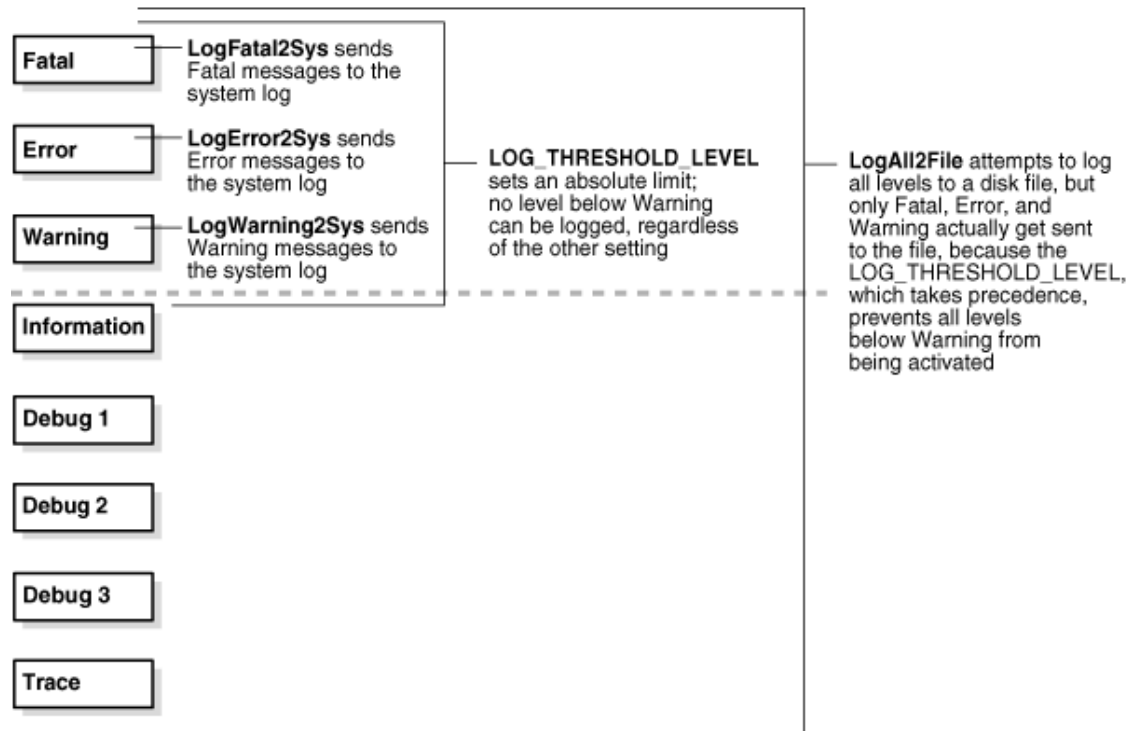 Fatal
LogFatal2Sys sends
Fatal messages to the
system log
Error
LogError2Sys sends
Error messages to
the system log
Warning
LogWarning2Sys sends
Warning messages to
the system log
LOG_THRESHOLD_LEVEL
sets an absolute limit;
no level below Warning
can be logged, regardless
of the other setting
LogAll2File attempts to log
all levels to a disk file, but
only Fatal, Error, and
Warning actually get sent
to the file, because the
LOG_THRESHOLD_LEVEL,
which takes precedence,
prevents all levels
below Warning from
being activated
Information
Debug 1
Debug 2
Debug 3
Trace